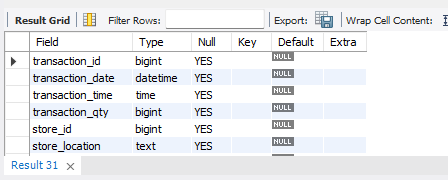 Result Grid Filter Rows: Export: Wrap Cell Content:
Field Type Null Key Default Extra
transaction_id bigint YES NULL
transaction_date datetime YES NULL
transaction_time time YES NULL
transaction_qty bigint YES NULL
store_id bigint YES NULL
store_location text YES NULL
Result 31 ×